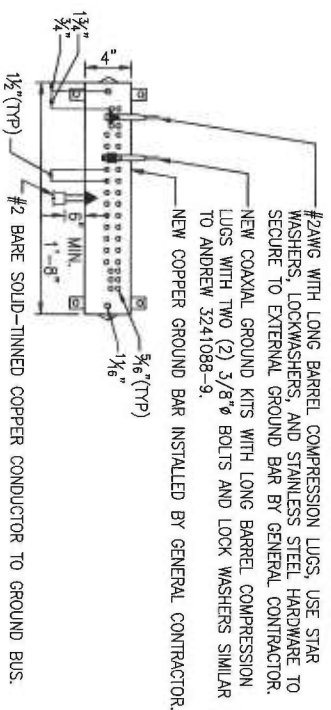 #2AWG WITH LONG BARREL COMPRESSION LUGS, USE STAR
WASHERS, LOCKWASHERS, AND STAINLESS STEEL HARDWARE TO
SECURE TO EXTERNAL GROUND BAR BY GENERAL CONTRACTOR.
NEW COAXIAL GROUND KITS WITH LONG BARREL COMPRESSION
LUGS WITH TWO (2) 3/8"ø BOLTS AND LOCK WASHERS SIMILAR
TO ANDREW 3241088-9.
NEW COPPER GROUND BAR INSTALLED BY GENERAL CONTRACTOR.
4"
1¾"
¾"
5/16"(TYP)
1 1/16"
6" MIN.
1'-8"
1½"(TYP)
#2 BARE SOLID-TINNED COPPER CONDUCTOR TO GROUND BUS.